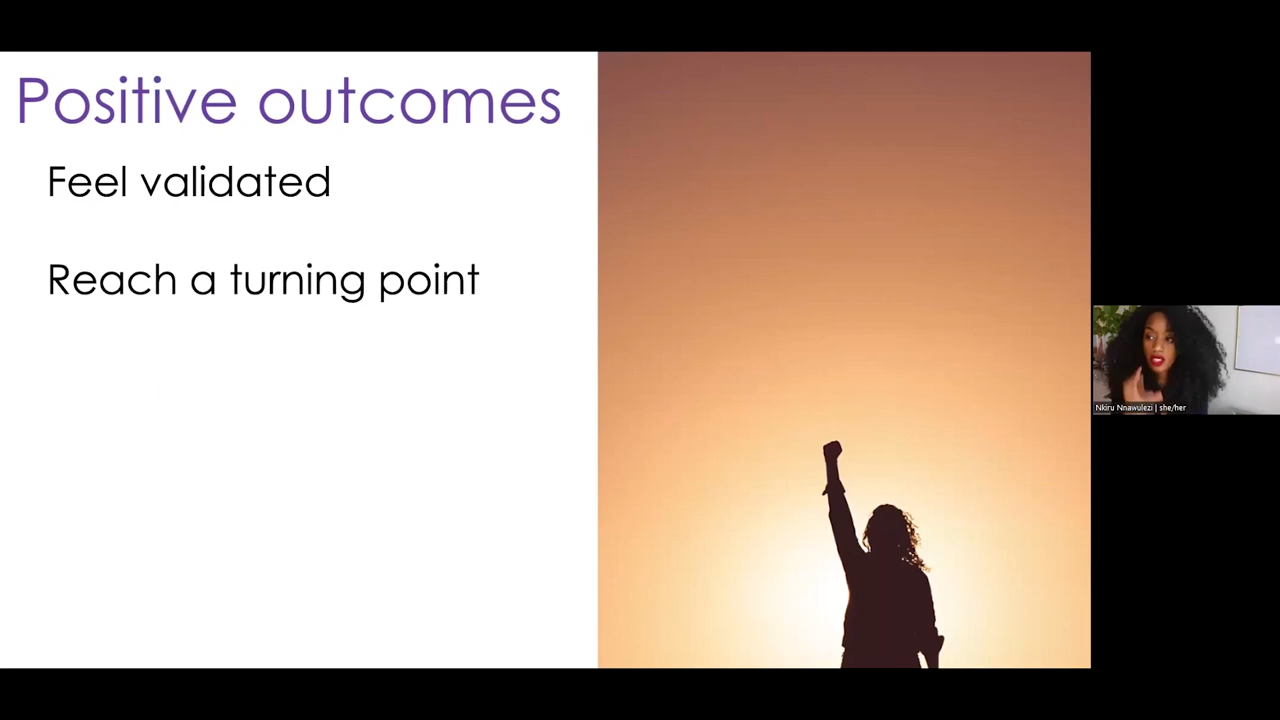 Positive outcomes
Feel validated
Reach a turning point
Nkiru Nnawulezi | she/her